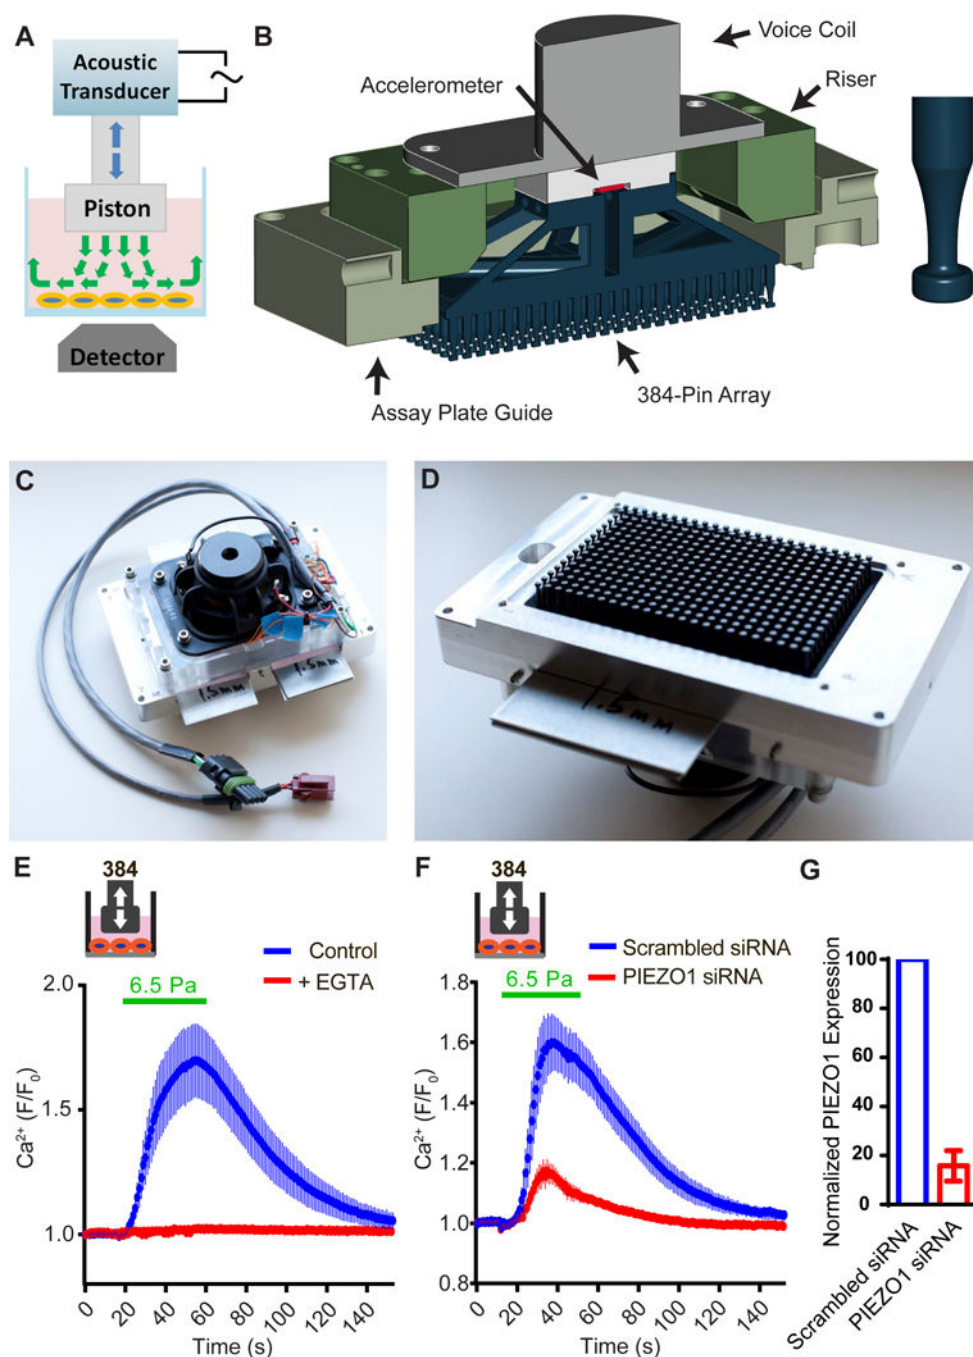 A
Acoustic
Transducer
Piston
Detector
B
Voice Coil
Accelerometer
Riser
384-Pin Array
Assay Plate Guide
C
1.5mm
1.5mm
D
1.5mm
E
384
Control
+ EGTA
6.5 Pa
2.0
1.5
1.0
Ca²⁺ (F/F₀)
0 20 40 60 80 100 120 140
Time (s)
F
384
Scrambled siRNA
PIEZO1 siRNA
6.5 Pa
1.8
1.6
1.4
1.2
1.0
0.8
Ca²⁺ (F/F₀)
0 20 40 60 80 100 120 140
Time (s)
G
Normalized PIEZO1 Expression
100
80
60
40
20
0
Scrambled siRNA
PIEZO1 siRNA